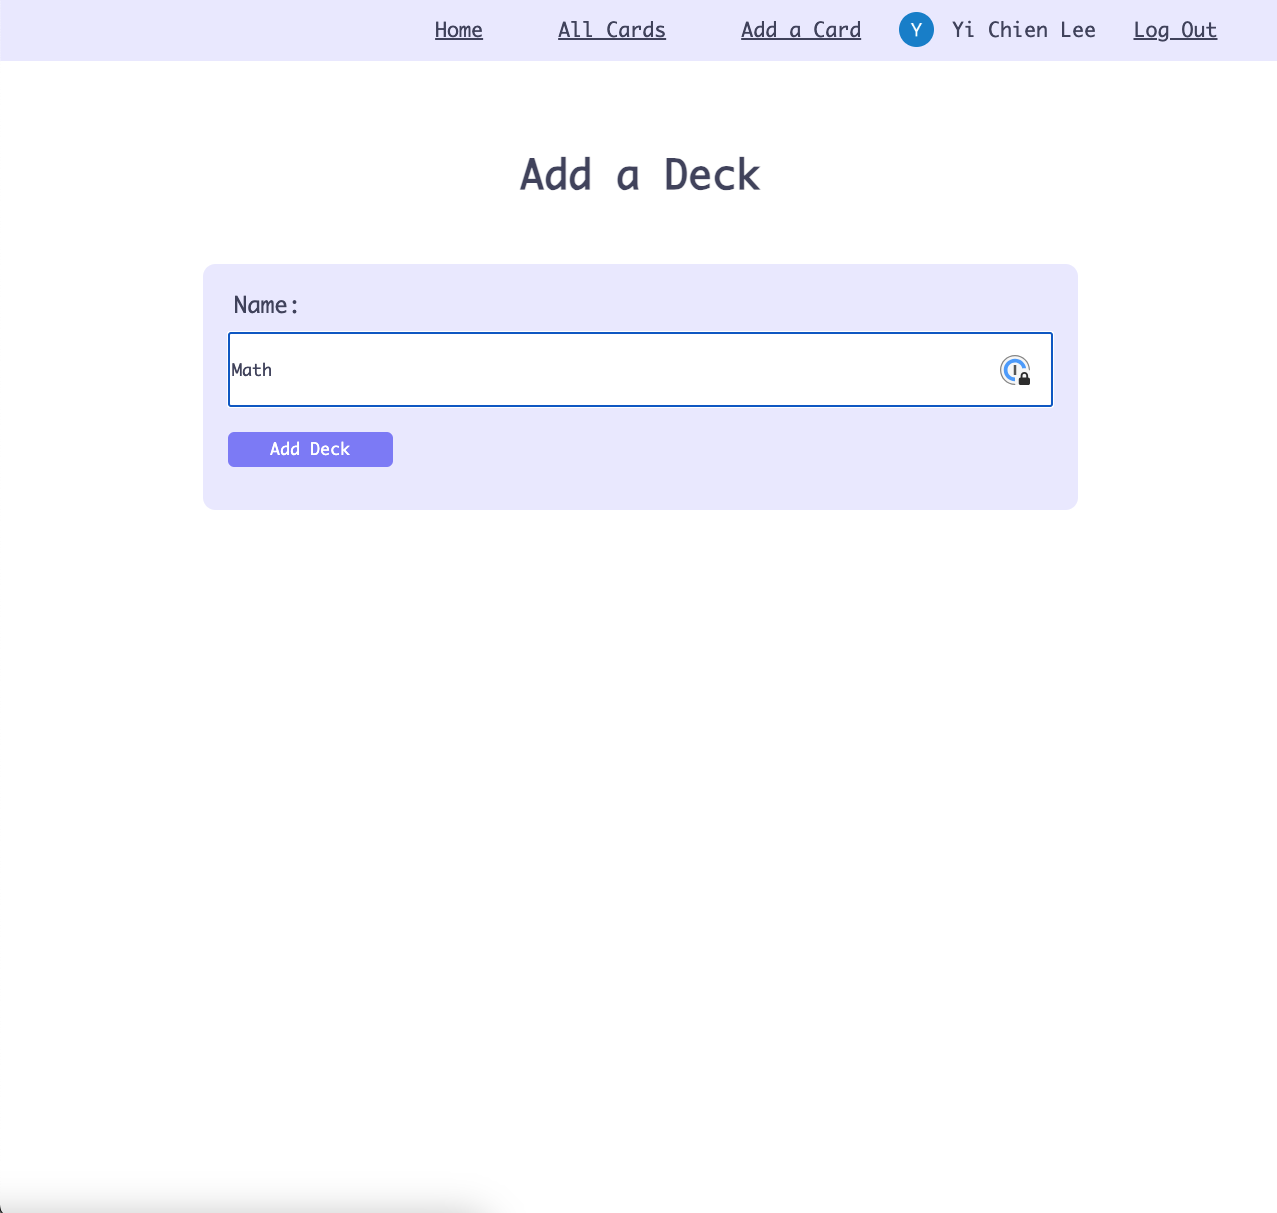 Home All Cards Add a Card Y Yi Chien Lee Log Out
Add a Deck
Name:
Math
Add Deck